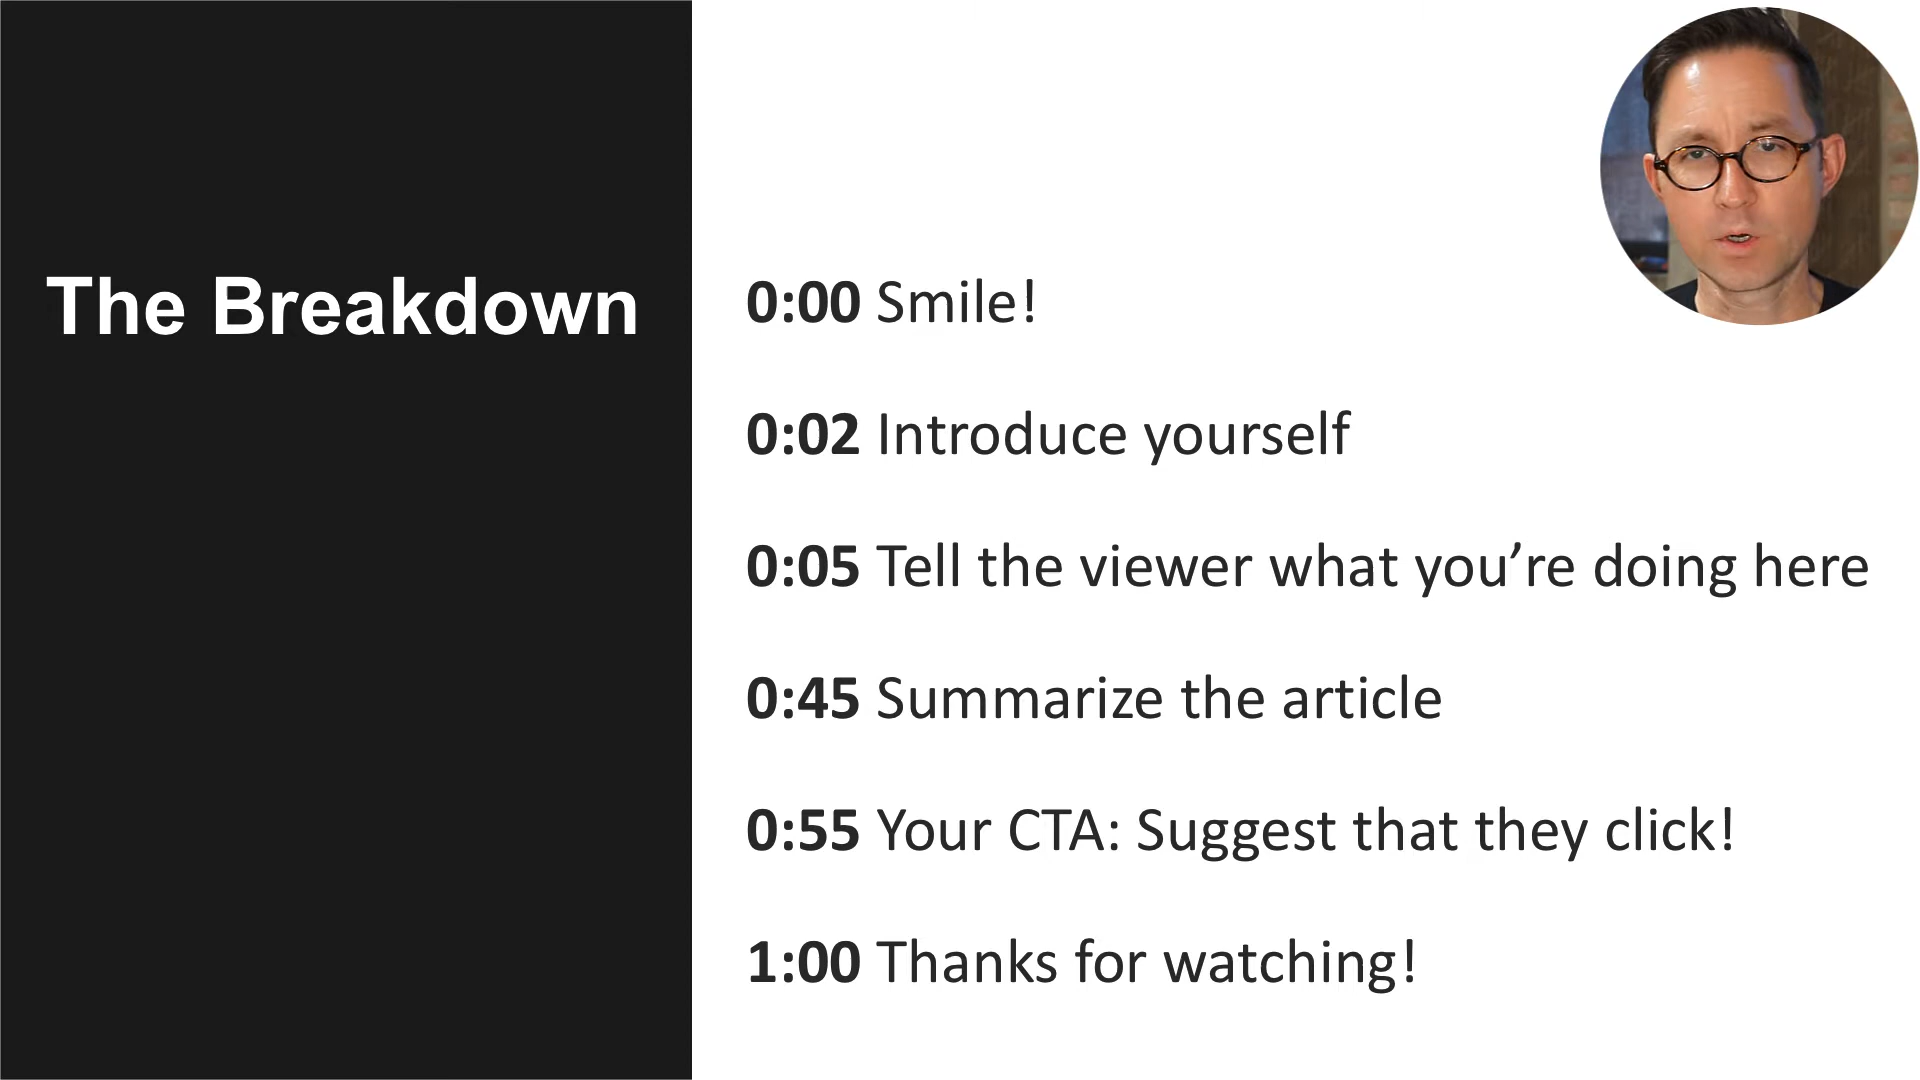 The Breakdown
0:00 Smile!
0:02 Introduce yourself
0:05 Tell the viewer what you’re doing here
0:45 Summarize the article
0:55 Your CTA: Suggest that they click!
1:00 Thanks for watching!